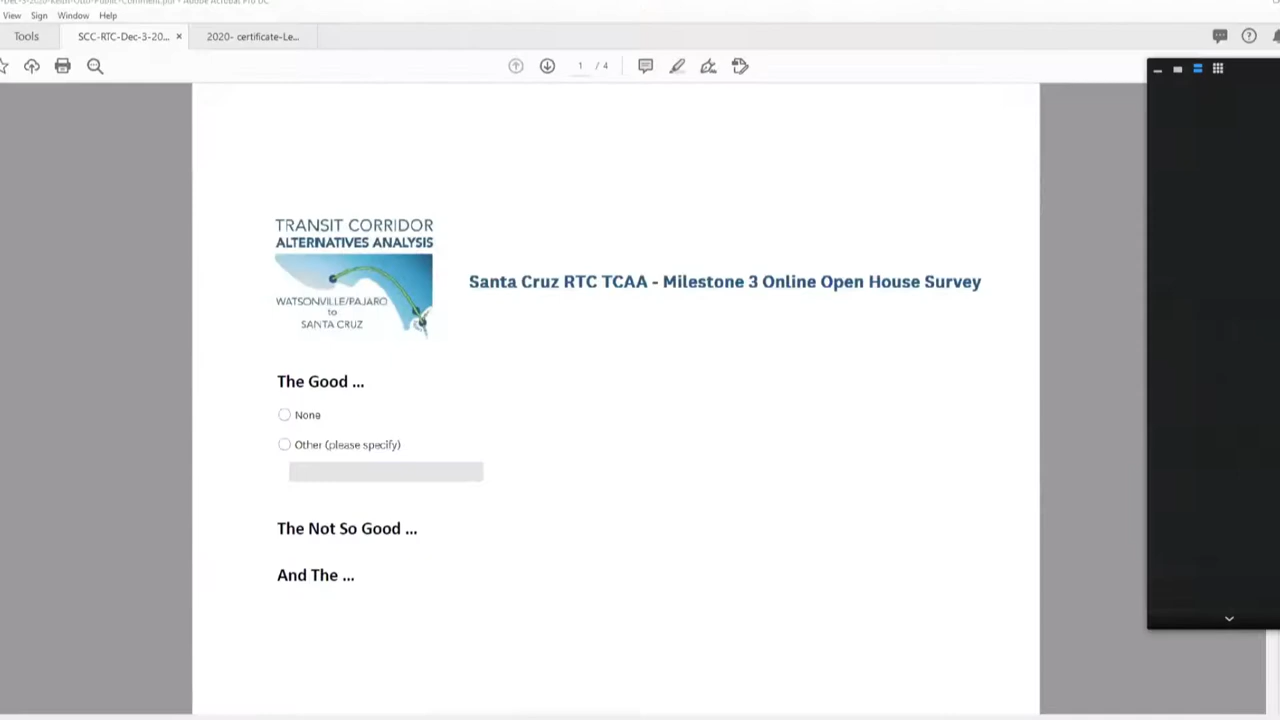 View Sign Window Help
Tools SCC-RTC-Dec-3-20... × 2020- certificate-Le...
1 / 4
TRANSIT CORRIDOR
ALTERNATIVES ANALYSIS
WATSONVILLE/PAJARO
to
SANTA CRUZ
Santa Cruz RTC TCAA - Milestone 3 Online Open House Survey
The Good ...
None
Other (please specify)
The Not So Good ...
And The ...